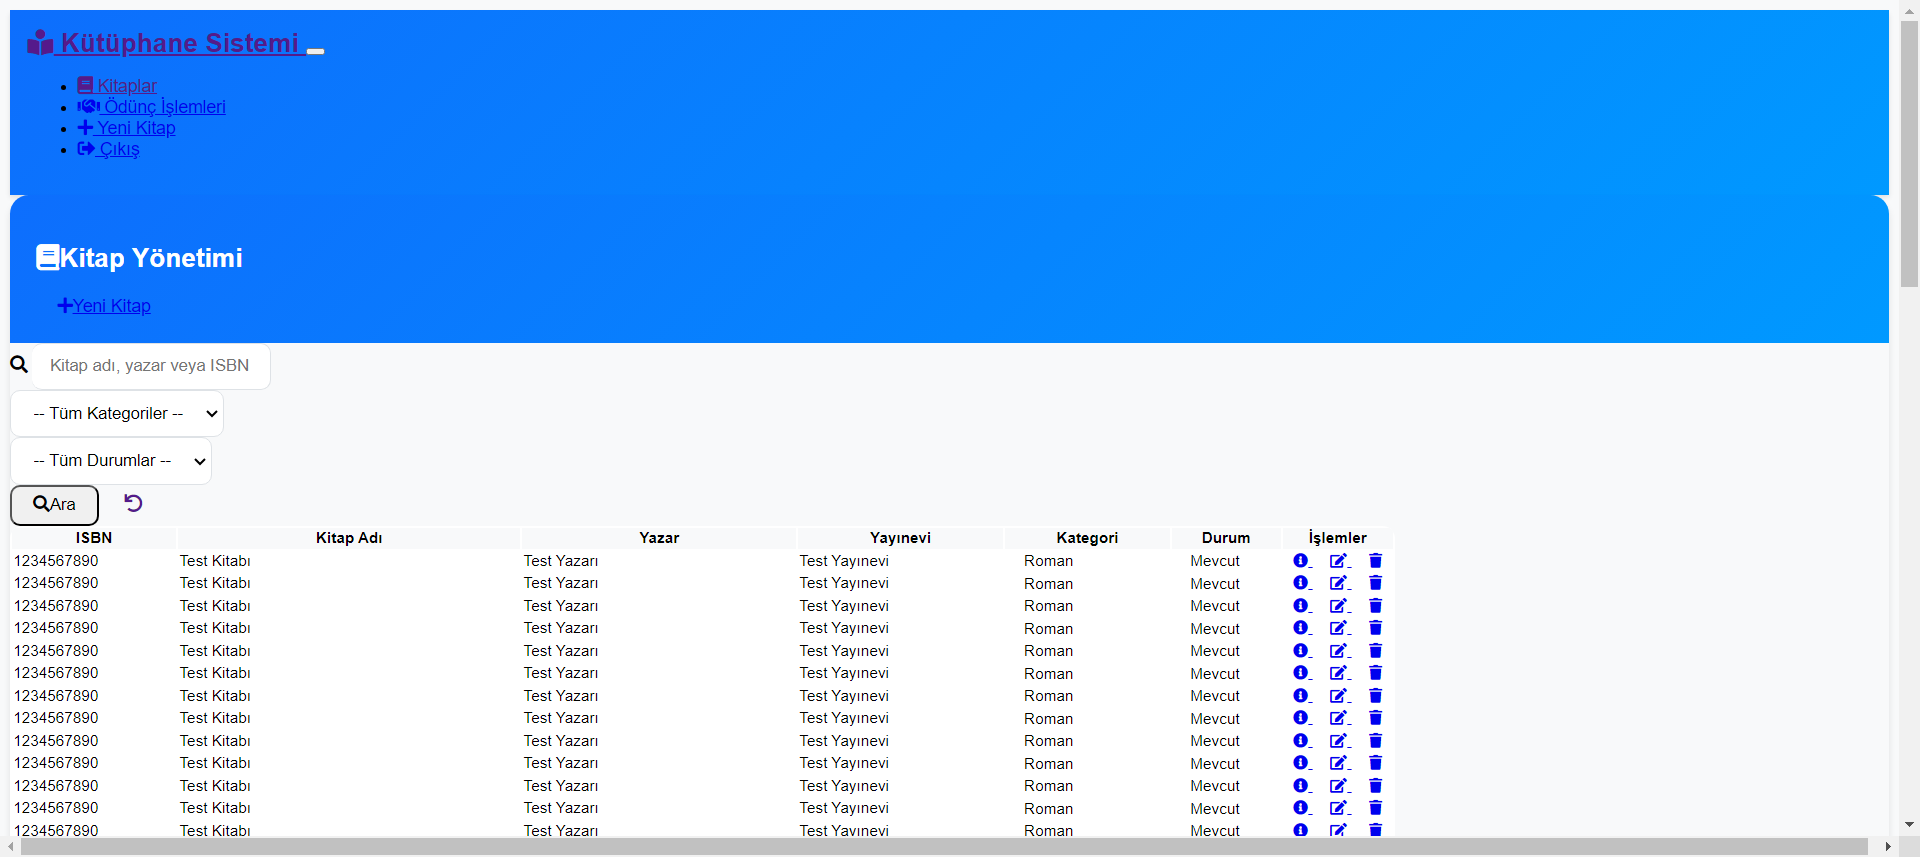 Kütüphane Sistemi
Kitaplar
Ödünç İşlemleri
Yeni Kitap
Çıkış
Kitap Yönetimi
Yeni Kitap
Kitap adı, yazar veya ISBN
-- Tüm Kategoriler --
-- Tüm Durumlar --
Ara
ISBN Kitap Adı Yazar Yayınevi Kategori Durum İşlemler
1234567890 Test Kitabı Test Yazarı Test Yayınevi Roman Mevcut
1234567890 Test Kitabı Test Yazarı Test Yayınevi Roman Mevcut
1234567890 Test Kitabı Test Yazarı Test Yayınevi Roman Mevcut
1234567890 Test Kitabı Test Yazarı Test Yayınevi Roman Mevcut
1234567890 Test Kitabı Test Yazarı Test Yayınevi Roman Mevcut
1234567890 Test Kitabı Test Yazarı Test Yayınevi Roman Mevcut
1234567890 Test Kitabı Test Yazarı Test Yayınevi Roman Mevcut
1234567890 Test Kitabı Test Yazarı Test Yayınevi Roman Mevcut
1234567890 Test Kitabı Test Yazarı Test Yayınevi Roman Mevcut
1234567890 Test Kitabı Test Yazarı Test Yayınevi Roman Mevcut
1234567890 Test Kitabı Test Yazarı Test Yayınevi Roman Mevcut
1234567890 Test Kitabı Test Yazarı Test Yayınevi Roman Mevcut
1234567890 Test Kitabı Test Yazarı Test Yayınevi Roman Mevcut